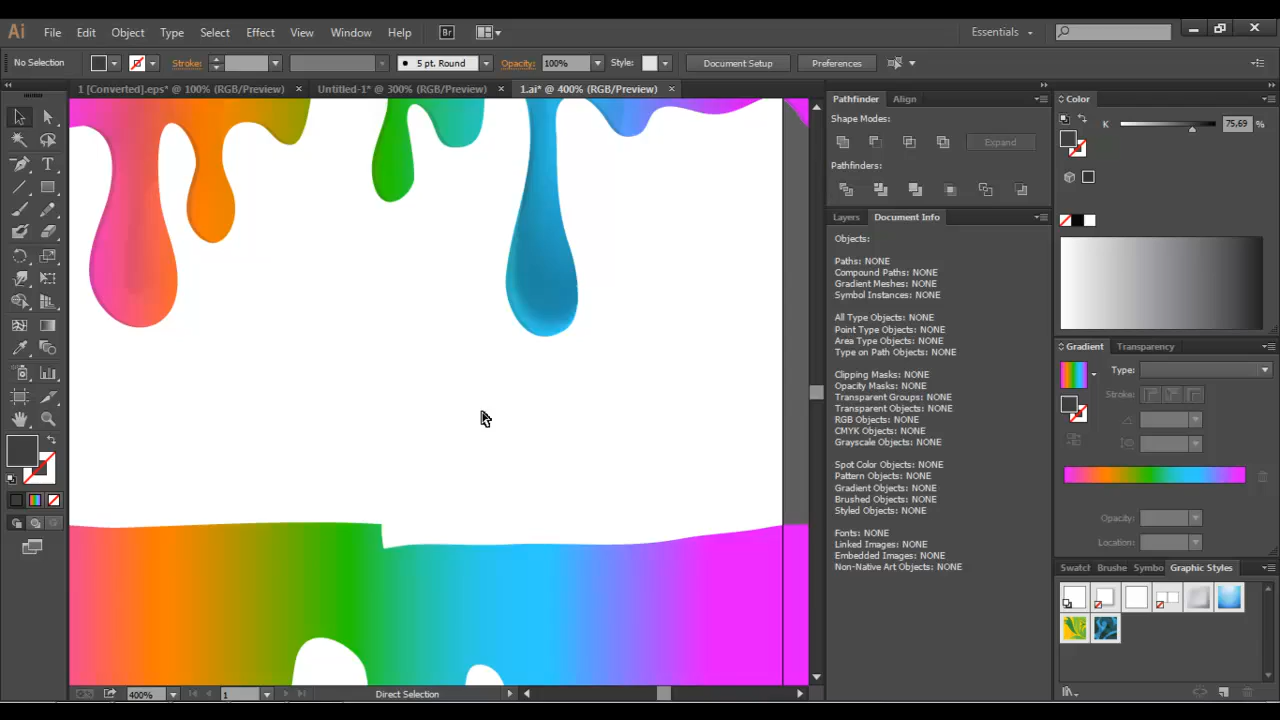 Ai File Edit Object Type Select Effect View Window Help Br Essentials
No Selection Stroke: 5 pt. Round Opacity: 100% Style: Document Setup Preferences
1 [Converted].eps* @ 100% (RGB/Preview) × Untitled-1* @ 300% (RGB/Preview) × 1.ai* @ 400% (RGB/Preview) ×
Pathfinder Align
Shape Modes:
Expand
Pathfinders:
Layers Document Info
Objects:
Paths: NONE
Compound Paths: NONE
Gradient Meshes: NONE
Symbol Instances: NONE
All Type Objects: NONE
Point Type Objects: NONE
Area Type Objects: NONE
Type on Path Objects: NONE
Clipping Masks: NONE
Opacity Masks: NONE
Transparent Groups: NONE
Transparent Objects: NONE
RGB Objects: NONE
CMYK Objects: NONE
Grayscale Objects: NONE
Spot Color Objects: NONE
Pattern Objects: NONE
Gradient Objects: NONE
Brushed Objects: NONE
Styled Objects: NONE
Fonts: NONE
Linked Images: NONE
Embedded Images: NONE
Non-Native Art Objects: NONE
Color
K 75.69 %
Gradient Transparency
Type:
Stroke:
Opacity:
Location:
Swatch Brushe Symbo Graphic Styles
400% 1 Direct Selection